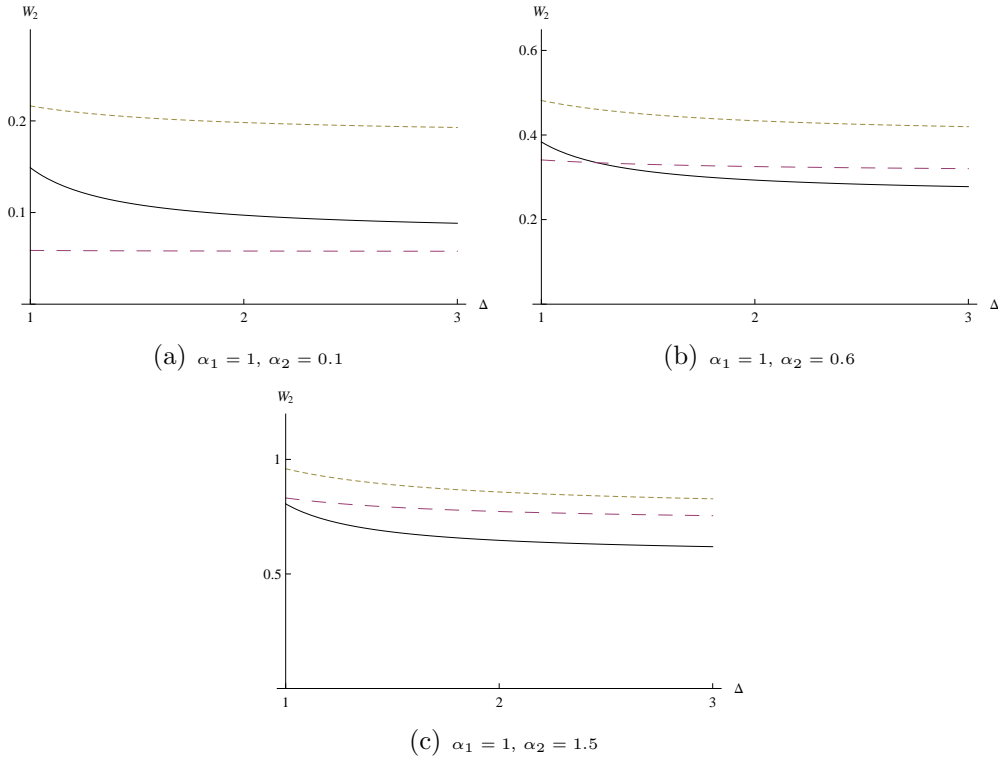 W₂
0.2
0.1
1 2 3 Δ
(a) α₁ = 1, α₂ = 0.1
W₂
0.6
0.4
0.2
1 2 3 Δ
(b) α₁ = 1, α₂ = 0.6
W₂
1
0.5
1 2 3 Δ
(c) α₁ = 1, α₂ = 1.5